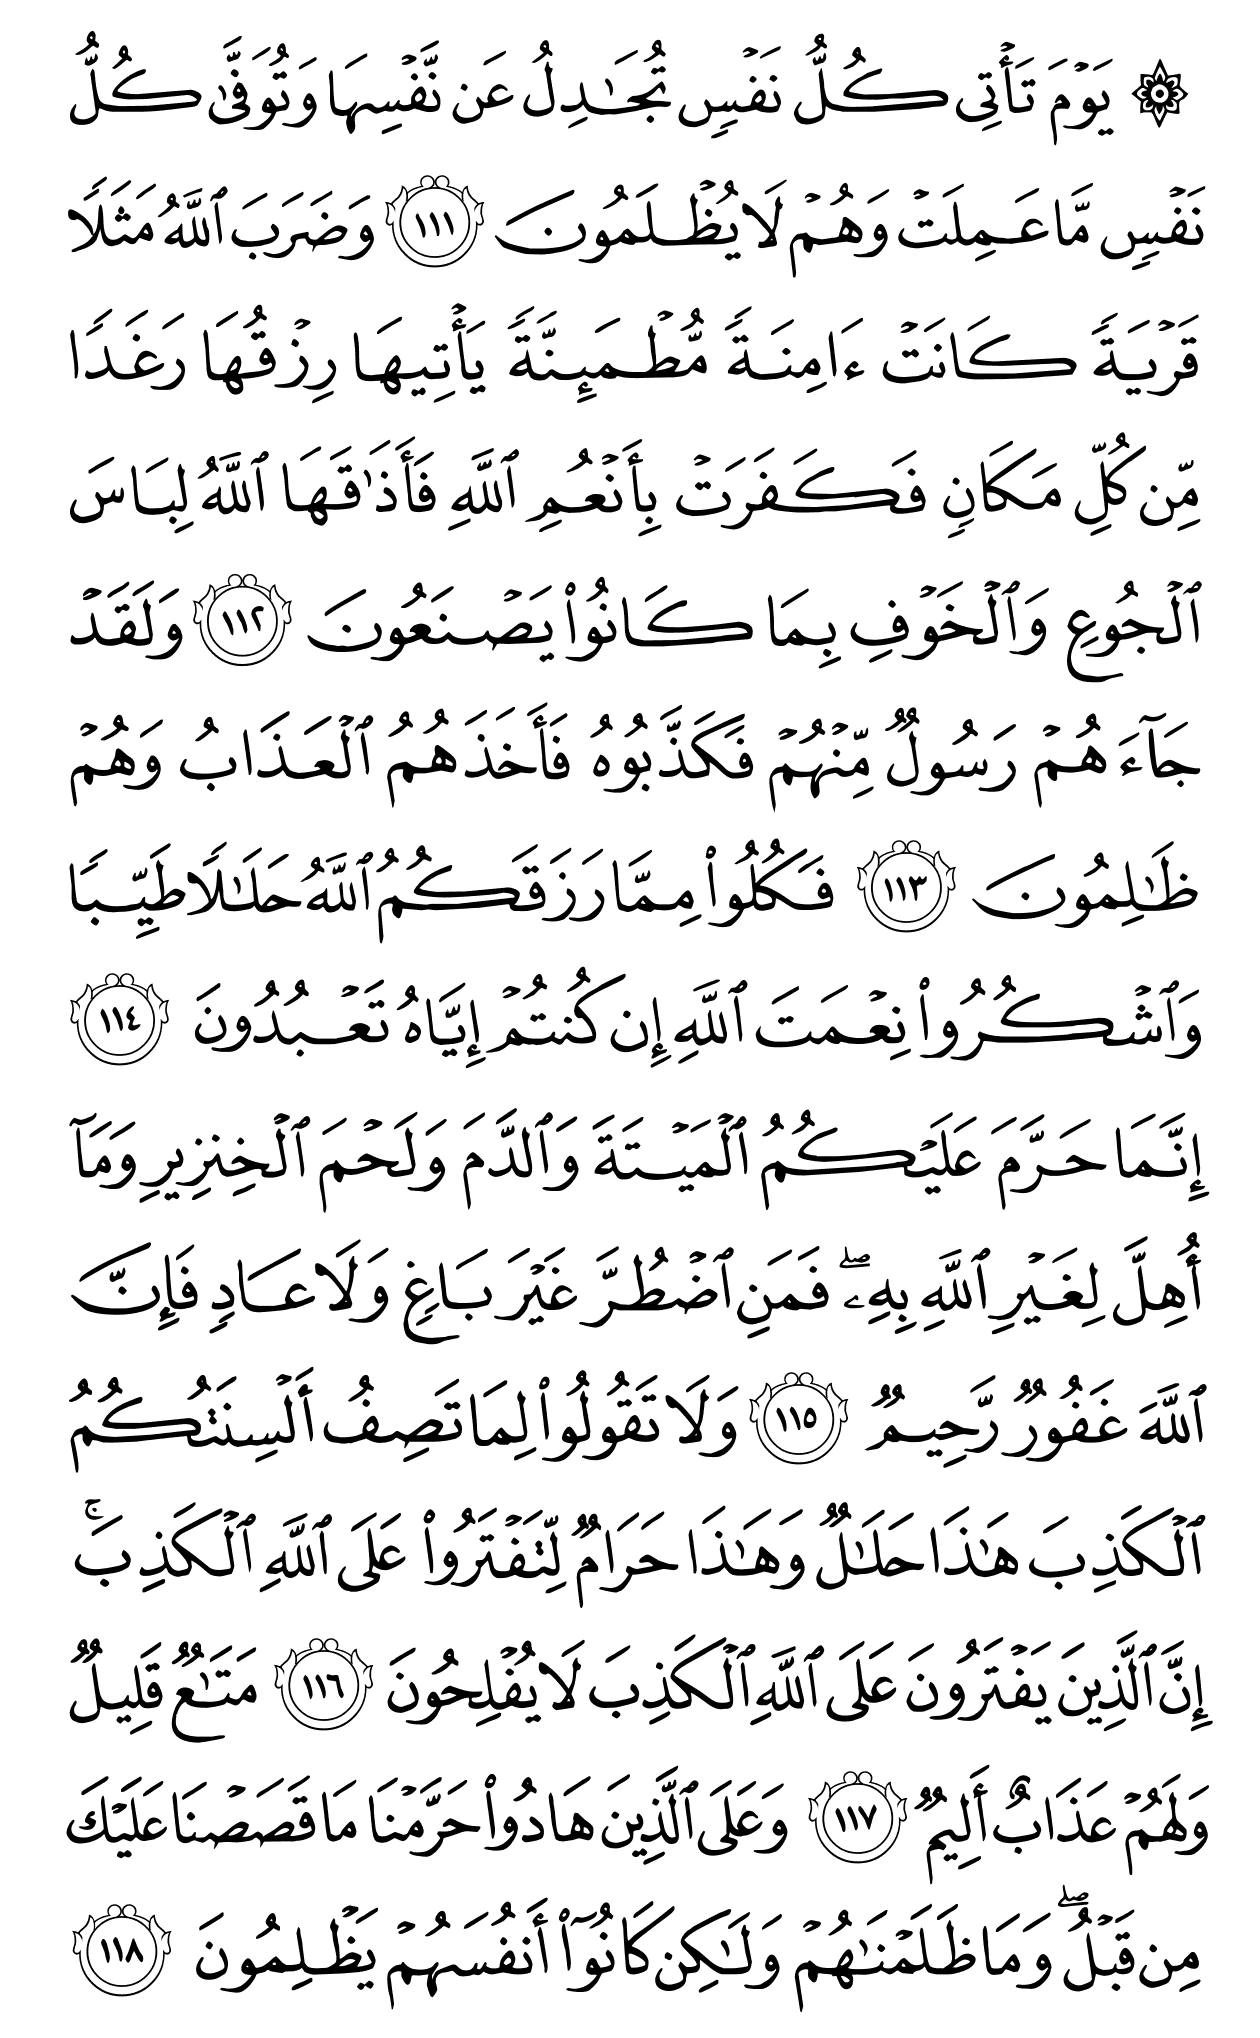 ۞ يَوۡمَ تَأۡتِي كُلُّ نَفۡسٖ تُجَٰدِلُ عَن نَّفۡسِهَا وَتُوَفَّىٰ كُلُّ
نَفۡسٖ مَّا عَمِلَتۡ وَهُمۡ لَا يُظۡلَمُونَ ١١١ وَضَرَبَ ٱللَّهُ مَثَلٗا
قَرۡيَةٗ كَانَتۡ ءَامِنَةٗ مُّطۡمَئِنَّةٗ يَأۡتِيهَا رِزۡقُهَا رَغَدٗا
مِّن كُلِّ مَكَانٖ فَكَفَرَتۡ بِأَنۡعُمِ ٱللَّهِ فَأَذَٰقَهَا ٱللَّهُ لِبَاسَ
ٱلۡجُوعِ وَٱلۡخَوۡفِ بِمَا كَانُواْ يَصۡنَعُونَ ١١٢ وَلَقَدۡ
جَآءَهُمۡ رَسُولٞ مِّنۡهُمۡ فَكَذَّبُوهُ فَأَخَذَهُمُ ٱلۡعَذَابُ وَهُمۡ
ظَٰلِمُونَ ١١٣ فَكُلُواْ مِمَّا رَزَقَكُمُ ٱللَّهُ حَلَٰلٗا طَيِّبٗا
وَٱشۡكُرُواْ نِعۡمَتَ ٱللَّهِ إِن كُنتُمۡ إِيَّاهُ تَعۡبُدُونَ ١١٤
إِنَّمَا حَرَّمَ عَلَيۡكُمُ ٱلۡمَيۡتَةَ وَٱلدَّمَ وَلَحۡمَ ٱلۡخِنزِيرِ وَمَآ
أُهِلَّ لِغَيۡرِ ٱللَّهِ بِهِۦۖ فَمَنِ ٱضۡطُرَّ غَيۡرَ بَاغٖ وَلَا عَادٖ فَإِنَّ
ٱللَّهَ غَفُورٞ رَّحِيمٞ ١١٥ وَلَا تَقُولُواْ لِمَا تَصِفُ أَلۡسِنَتُكُمُ
ٱلۡكَذِبَ هَٰذَا حَلَٰلٞ وَهَٰذَا حَرَامٞ لِّتَفۡتَرُواْ عَلَى ٱللَّهِ ٱلۡكَذِبَۚ
إِنَّ ٱلَّذِينَ يَفۡتَرُونَ عَلَى ٱللَّهِ ٱلۡكَذِبَ لَا يُفۡلِحُونَ ١١٦ مَتَٰعٞ قَلِيلٞ
وَلَهُمۡ عَذَابٌ أَلِيمٞ ١١٧ وَعَلَى ٱلَّذِينَ هَادُواْ حَرَّمۡنَا مَا قَصَصۡنَا عَلَيۡكَ
مِن قَبۡلُۖ وَمَا ظَلَمۡنَٰهُمۡ وَلَٰكِن كَانُوٓاْ أَنفُسَهُمۡ يَظۡلِمُونَ ١١٨